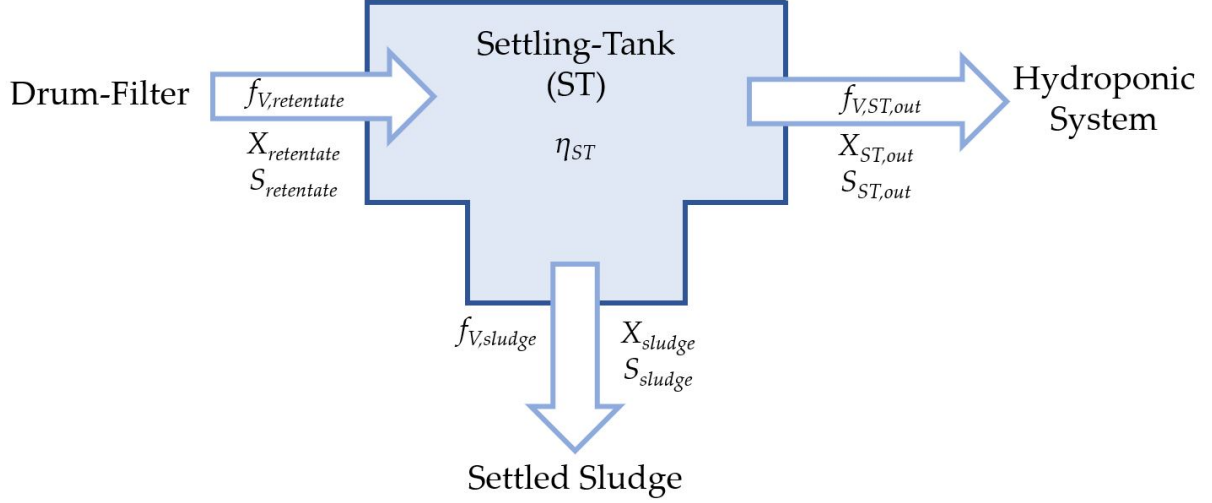 Settling-Tank
(ST)
η_ST
Drum-Filter
f_V,retentate
X_retentate
S_retentate
f_V,ST,out
X_ST,out
S_ST,out
Hydroponic
System
f_V,sludge
X_sludge
S_sludge
Settled Sludge